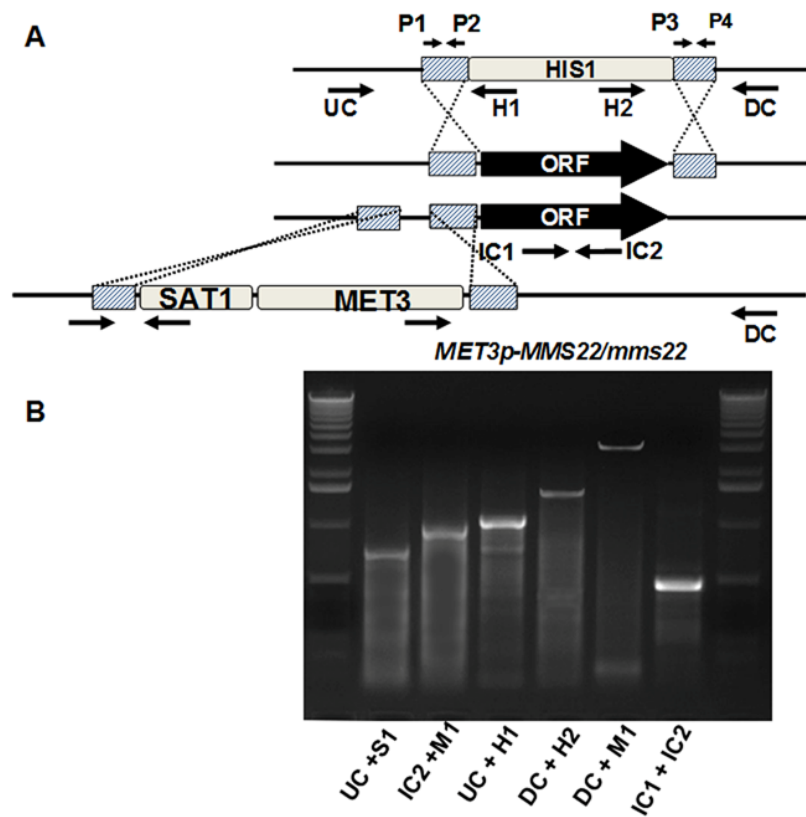 A
P1 P2 P3 P4
HIS1
UC H1 H2 DC
ORF
ORF
IC1 IC2
SAT1 MET3
DC
MET3p-MMS22/mms22
B
UC +S1
IC2 +M1
UC + H1
DC + H2
DC + M1
IC1 + IC2